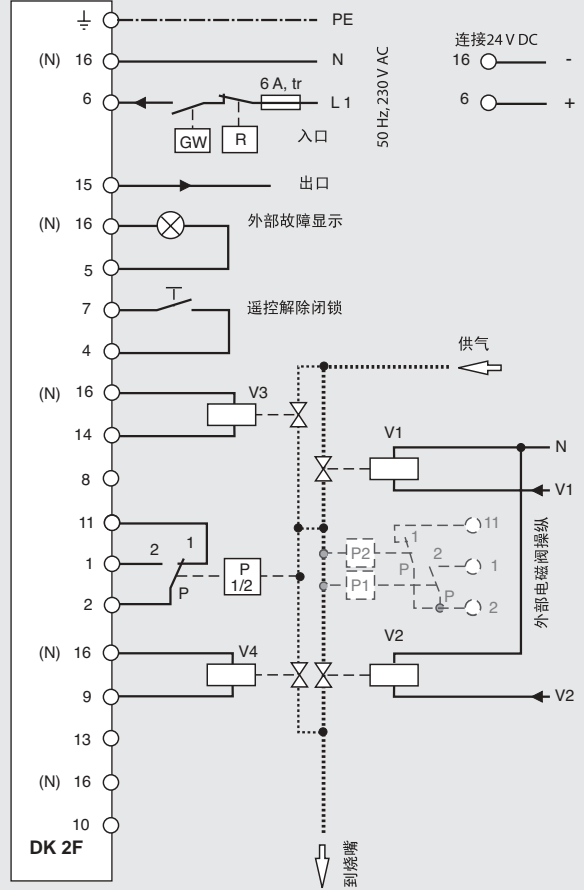 PE
连接24 V DC
(N) 16 N
16 -
6 6 A, tr L 1
6 +
50 Hz, 230 V AC
GW R 入口
15 出口
(N) 16 外部故障显示
5
7 遥控解除闭锁
4
供气
(N) 16 V3
14
V1 N
8
V1
11 1 11
1 2 P2 2 1
P 1/2 P
2 P P1 P 2
外部电磁阀操纵
V2
(N) 16 V4
9 V2
13
(N) 16
10
DK 2F
到烧嘴